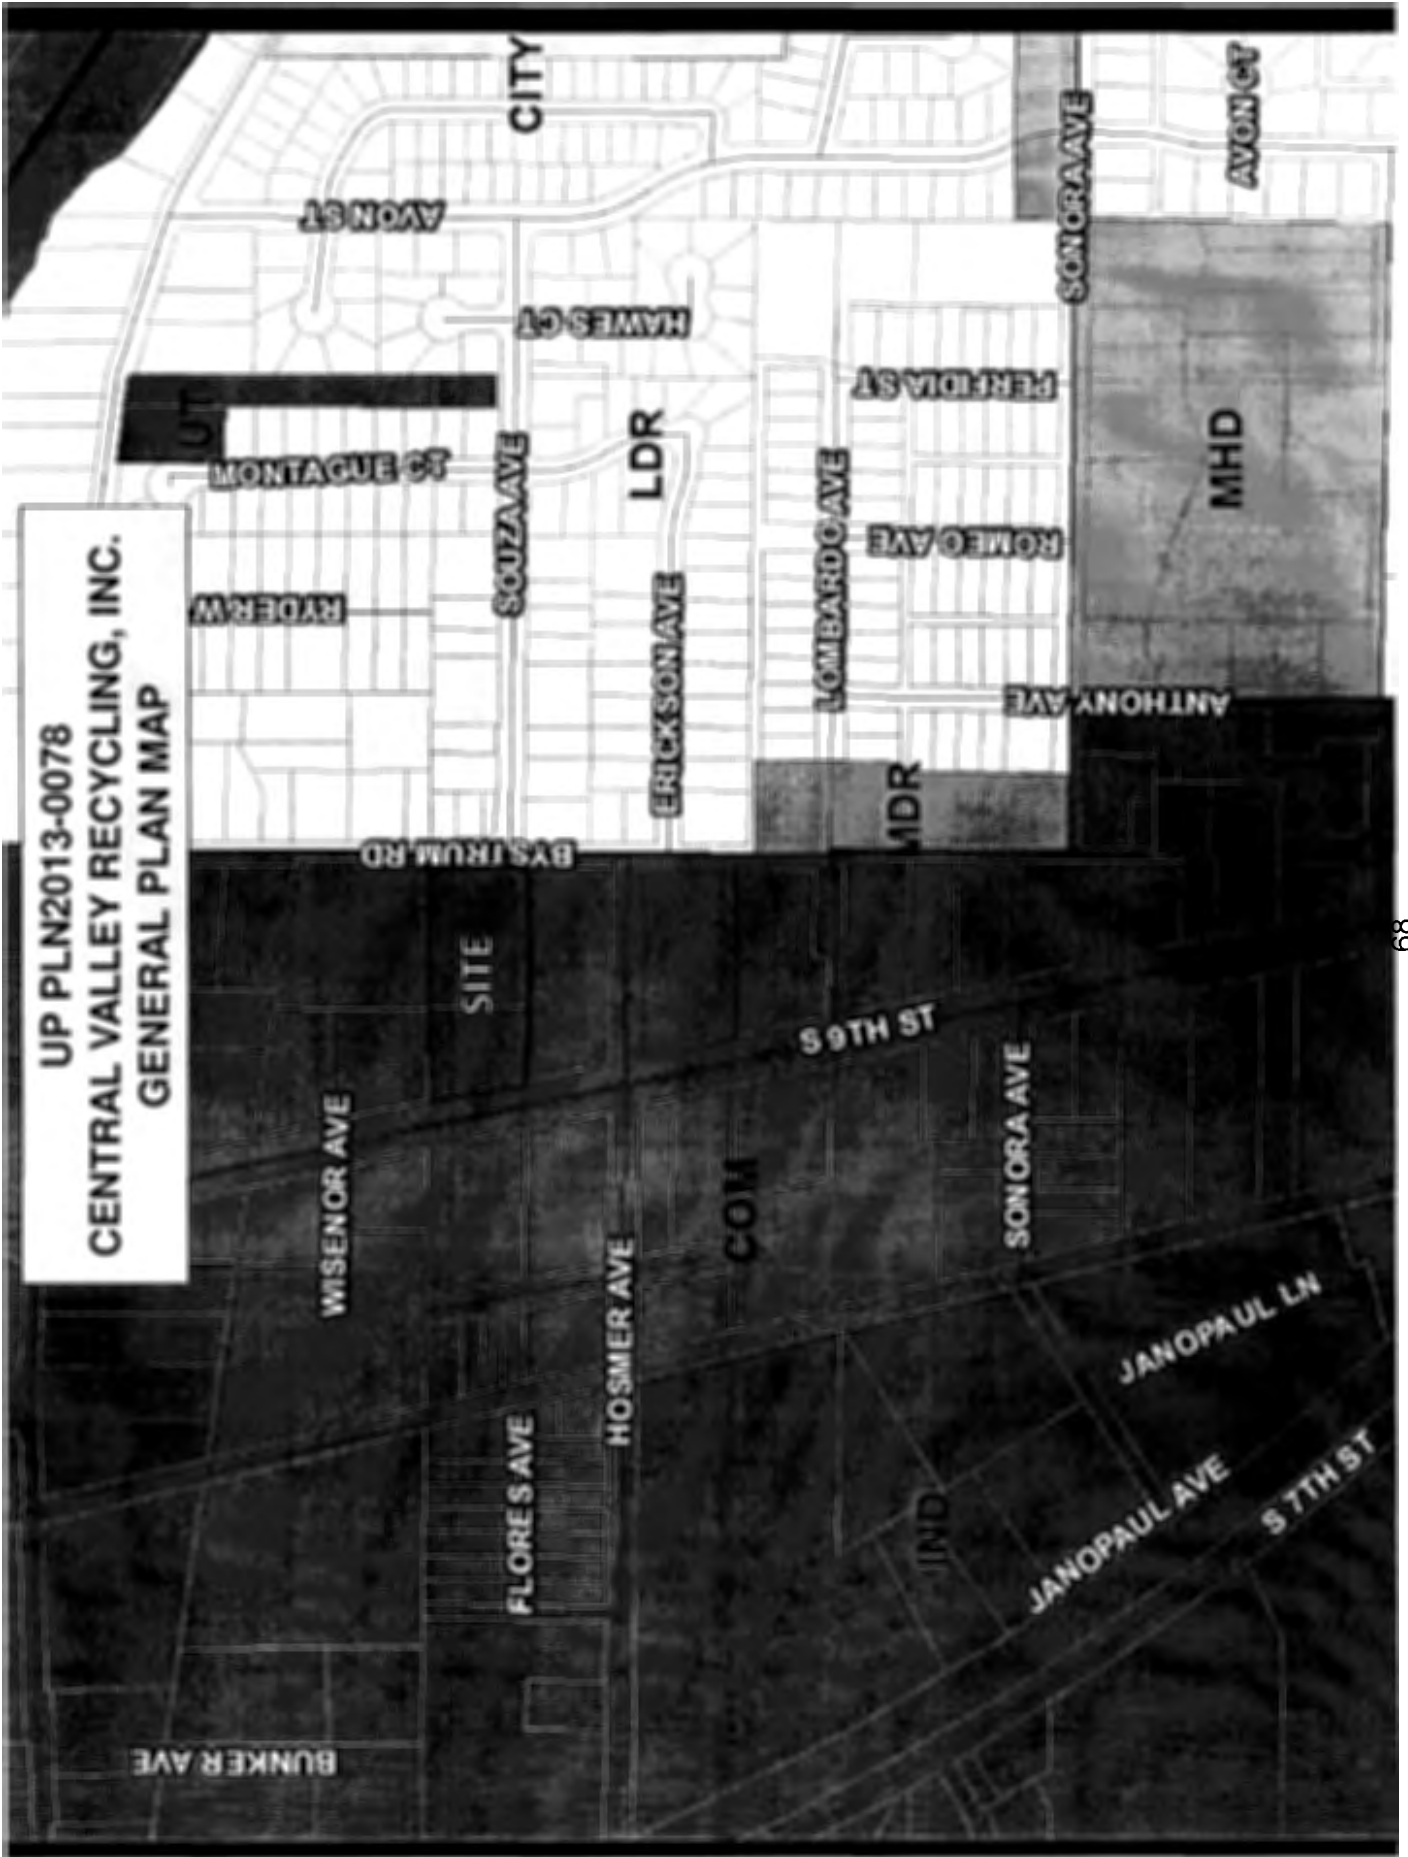 UP PLN2013-0078
CENTRAL VALLEY RECYCLING, INC.
GENERAL PLAN MAP
CITY
AVON ST
SONORA AVE
AVON CT
HAWES CT
PERFIDIA ST
UT
MONTAGUE CT
SOUZA AVE
LDR
LOMBARDO AVE
ROMEO AVE
MHD
RYDER W
ERICKSON AVE
ANTHONY AVE
MDR
BYSTRUM RD
SITE
S 9TH ST
SONORA AVE
WISENOR AVE
COM
HOSMER AVE
JANOPAUL LN
FLORES AVE
IND
JANOPAUL AVE
S 7TH ST
BUNKER AVE
68